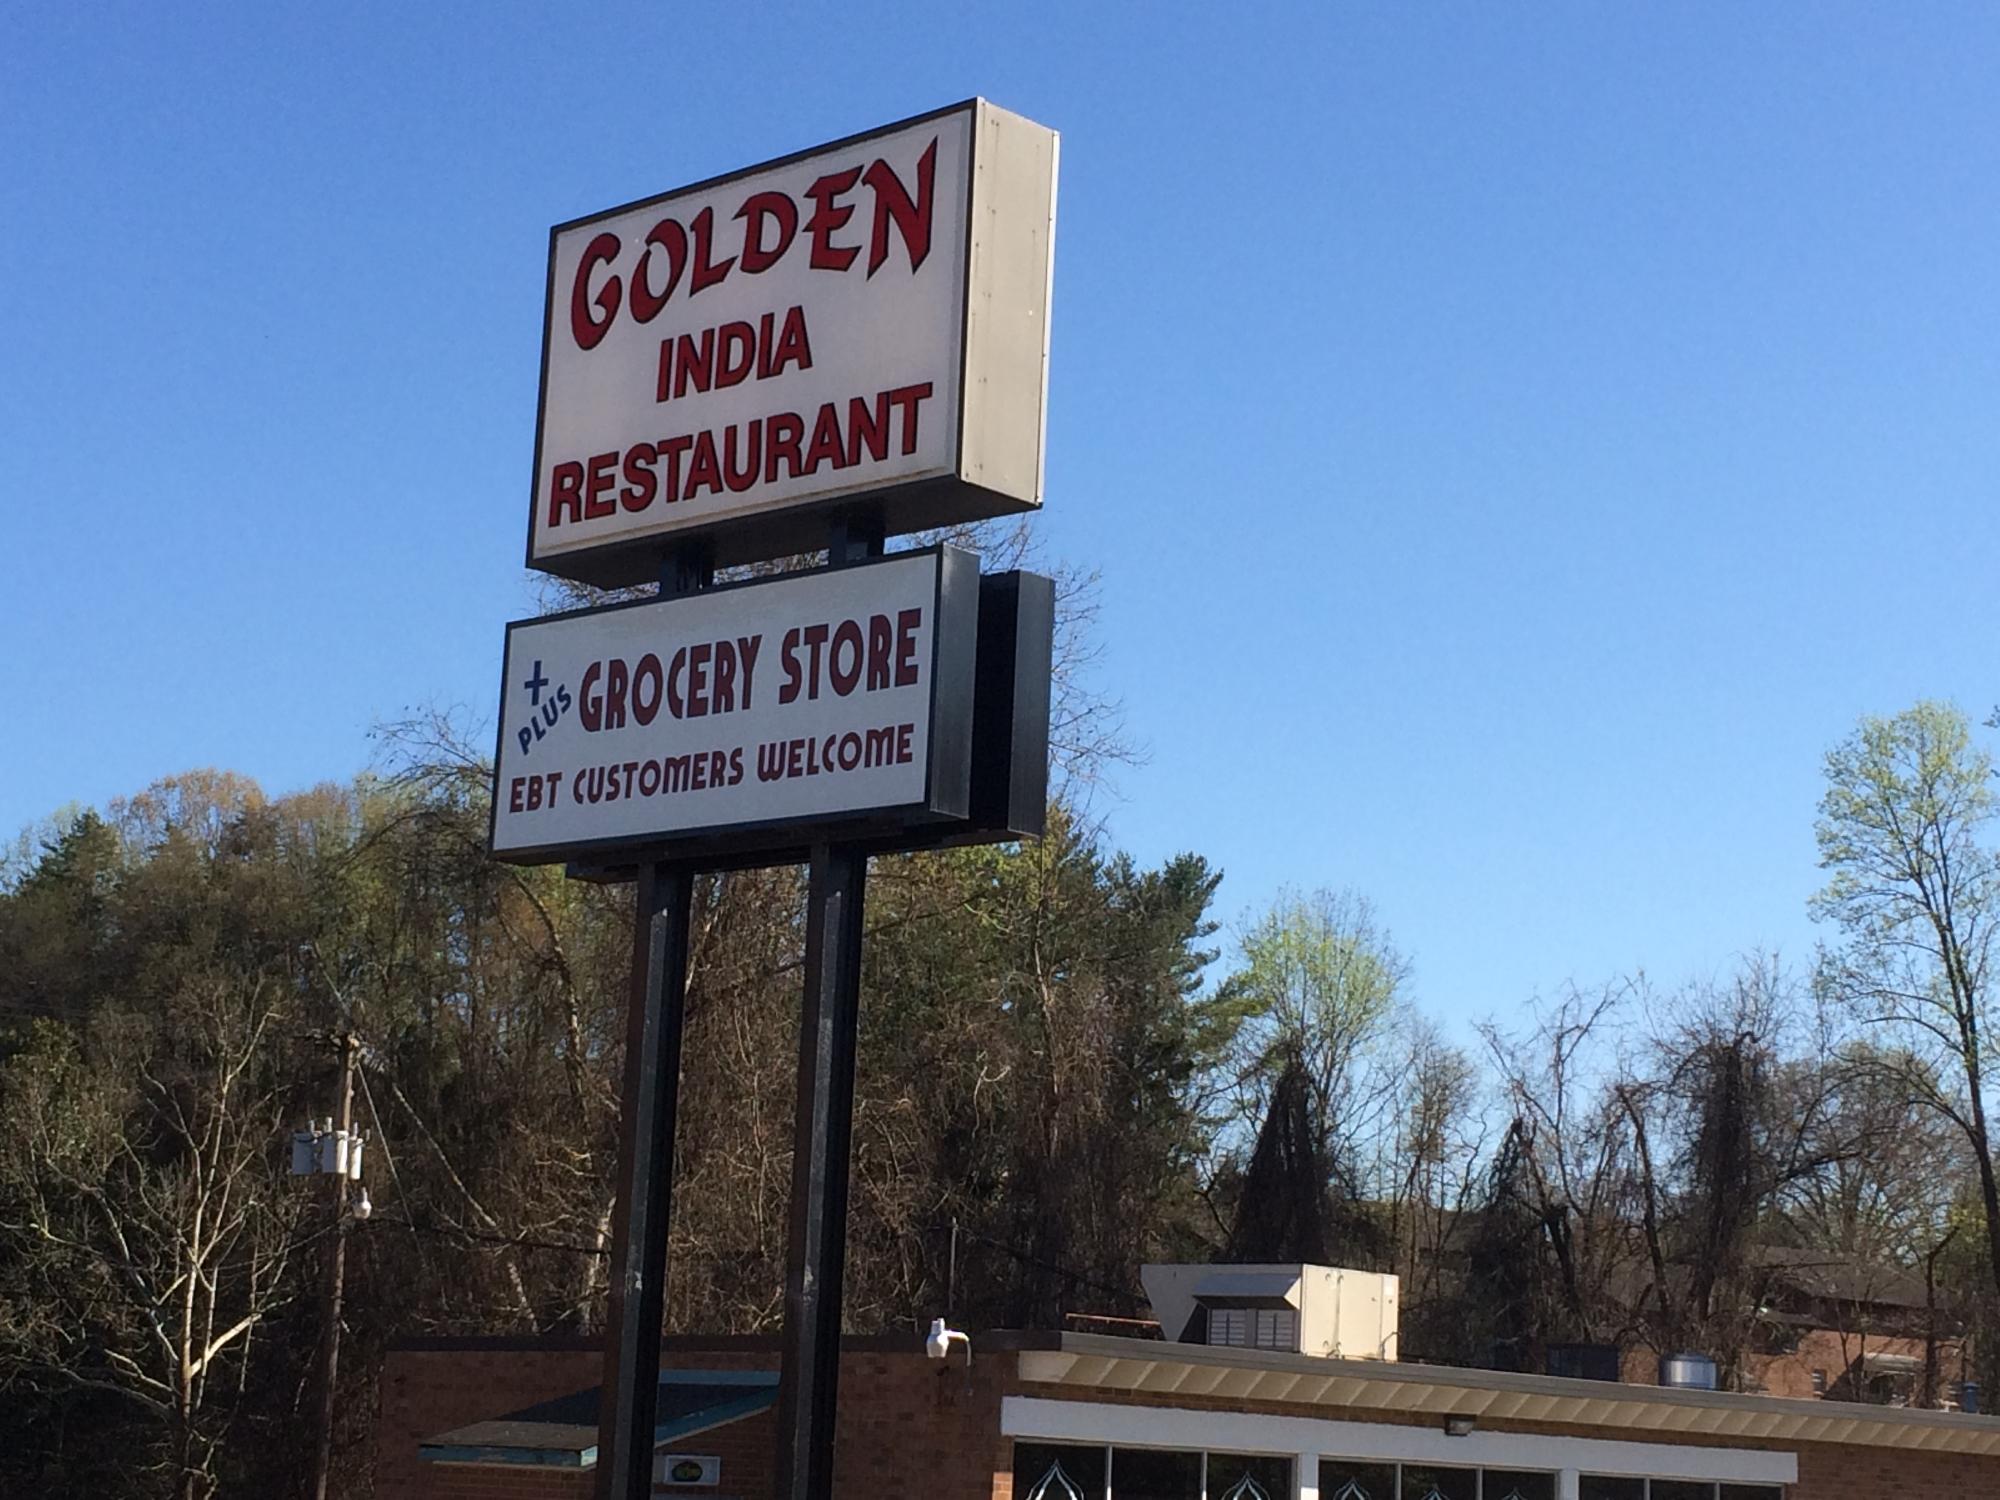 GOLDEN
INDIA
RESTAURANT
+
PLUS
GROCERY STORE
EBT CUSTOMERS WELCOME